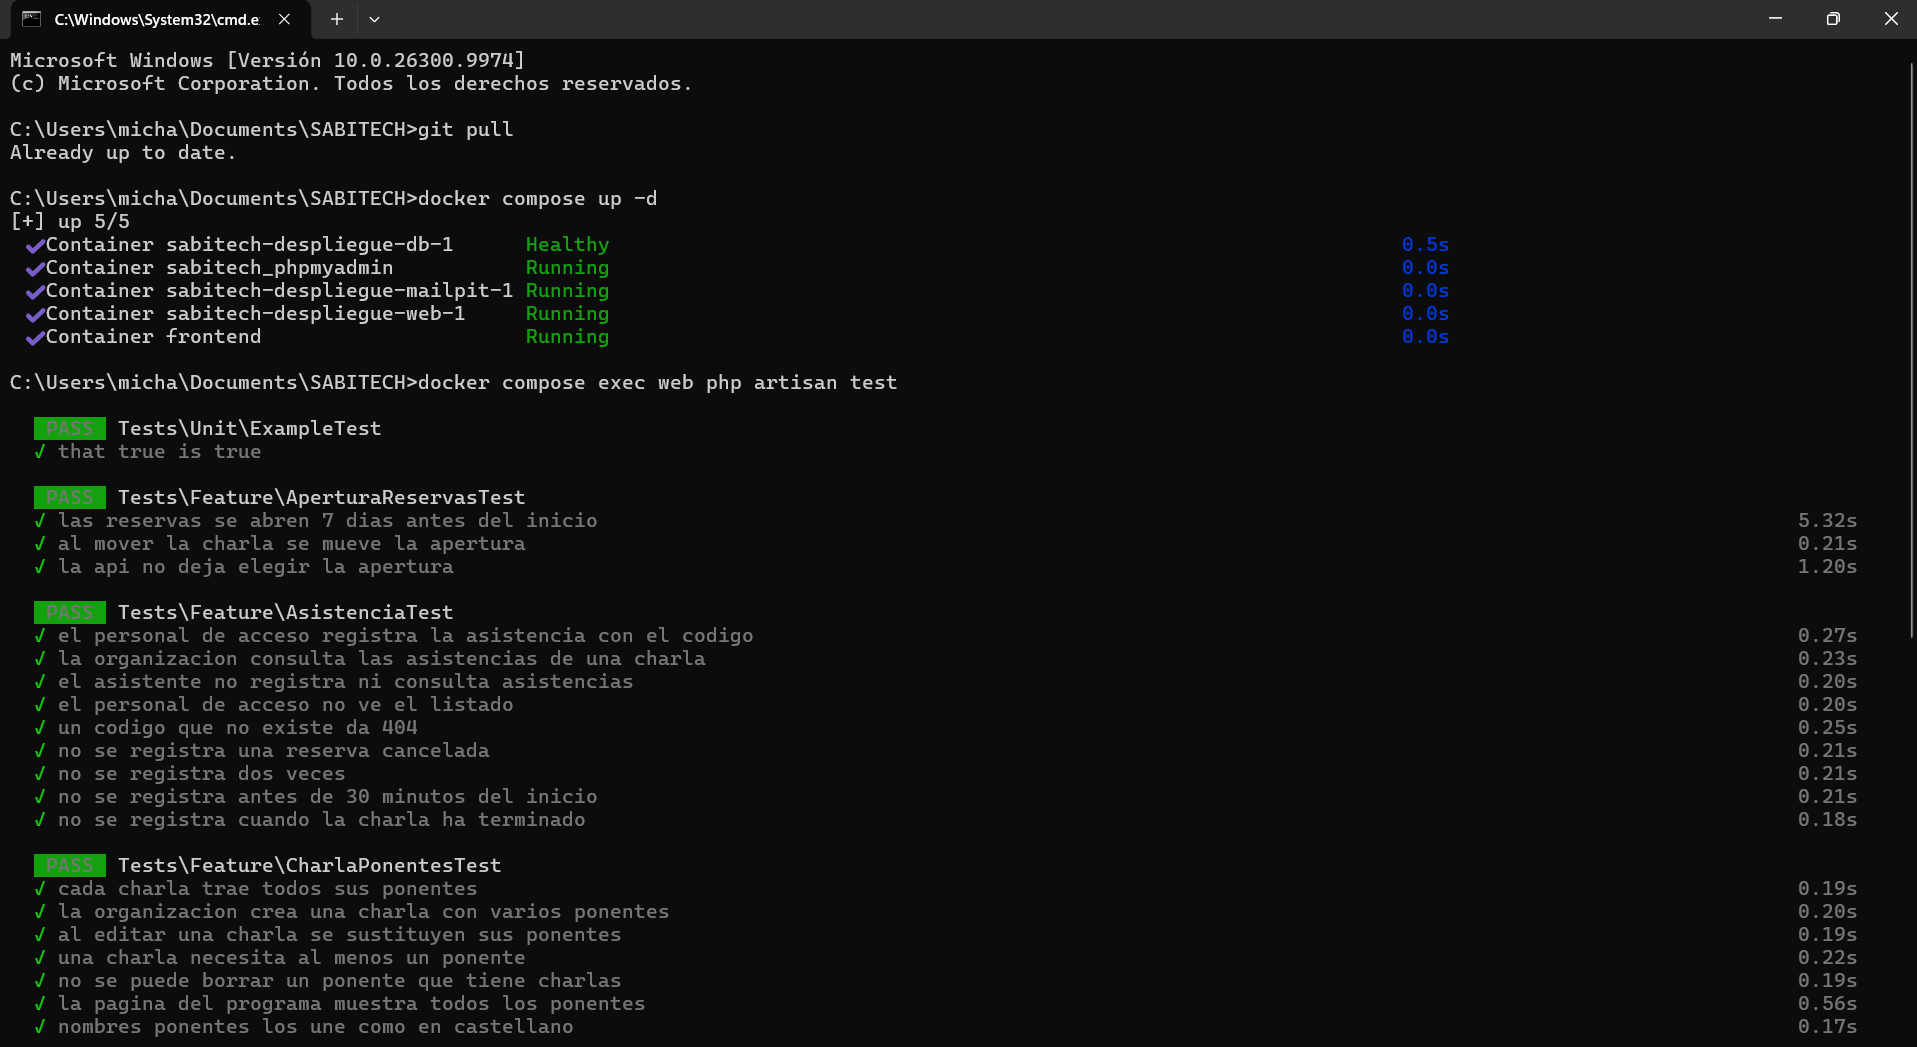 C:\Windows\System32\cmd.e
Microsoft Windows [Versión 10.0.26300.9974]
(c) Microsoft Corporation. Todos los derechos reservados.
C:\Users\micha\Documents\SABITECH>git pull
Already up to date.
C:\Users\micha\Documents\SABITECH>docker compose up -d
[+] up 5/5
✔Container sabitech-despliegue-db-1 Healthy 0.5s
✔Container sabitech_phpmyadmin Running 0.0s
✔Container sabitech-despliegue-mailpit-1 Running 0.0s
✔Container sabitech-despliegue-web-1 Running 0.0s
✔Container frontend Running 0.0s
C:\Users\micha\Documents\SABITECH>docker compose exec web php artisan test
PASS Tests\Unit\ExampleTest
✓ that true is true
PASS Tests\Feature\AperturaReservasTest
✓ las reservas se abren 7 dias antes del inicio 5.32s
✓ al mover la charla se mueve la apertura 0.21s
✓ la api no deja elegir la apertura 1.20s
PASS Tests\Feature\AsistenciaTest
✓ el personal de acceso registra la asistencia con el codigo 0.27s
✓ la organizacion consulta las asistencias de una charla 0.23s
✓ el asistente no registra ni consulta asistencias 0.20s
✓ el personal de acceso no ve el listado 0.20s
✓ un codigo que no existe da 404 0.25s
✓ no se registra una reserva cancelada 0.21s
✓ no se registra dos veces 0.21s
✓ no se registra antes de 30 minutos del inicio 0.21s
✓ no se registra cuando la charla ha terminado 0.18s
PASS Tests\Feature\CharlaPonentesTest
✓ cada charla trae todos sus ponentes 0.19s
✓ la organizacion crea una charla con varios ponentes 0.20s
✓ al editar una charla se sustituyen sus ponentes 0.19s
✓ una charla necesita al menos un ponente 0.22s
✓ no se puede borrar un ponente que tiene charlas 0.19s
✓ la pagina del programa muestra todos los ponentes 0.56s
✓ nombres ponentes los une como en castellano 0.17s